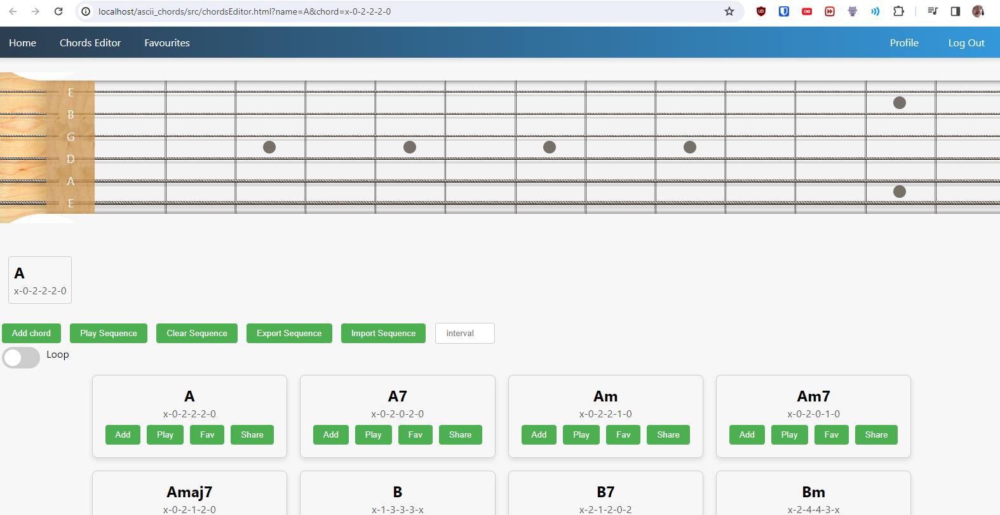 localhost/ascii_chords/src/chordsEditor.html?name=A&chord=x-0-2-2-2-0
Home Chords Editor Favourites Profile Log Out
E
B
G
D
A
E
A
x-0-2-2-2-0
Add chord Play Sequence Clear Sequence Export Sequence Import Sequence interval
Loop
A A7 Am Am7
x-0-2-2-2-0 x-0-2-0-2-0 x-0-2-2-1-0 x-0-2-0-1-0
Add Play Fav Share Add Play Fav Share Add Play Fav Share Add Play Fav Share
Amaj7 B B7 Bm
x-0-2-1-2-0 x-1-3-3-3-x x-2-1-2-0-2 x-2-4-4-3-x